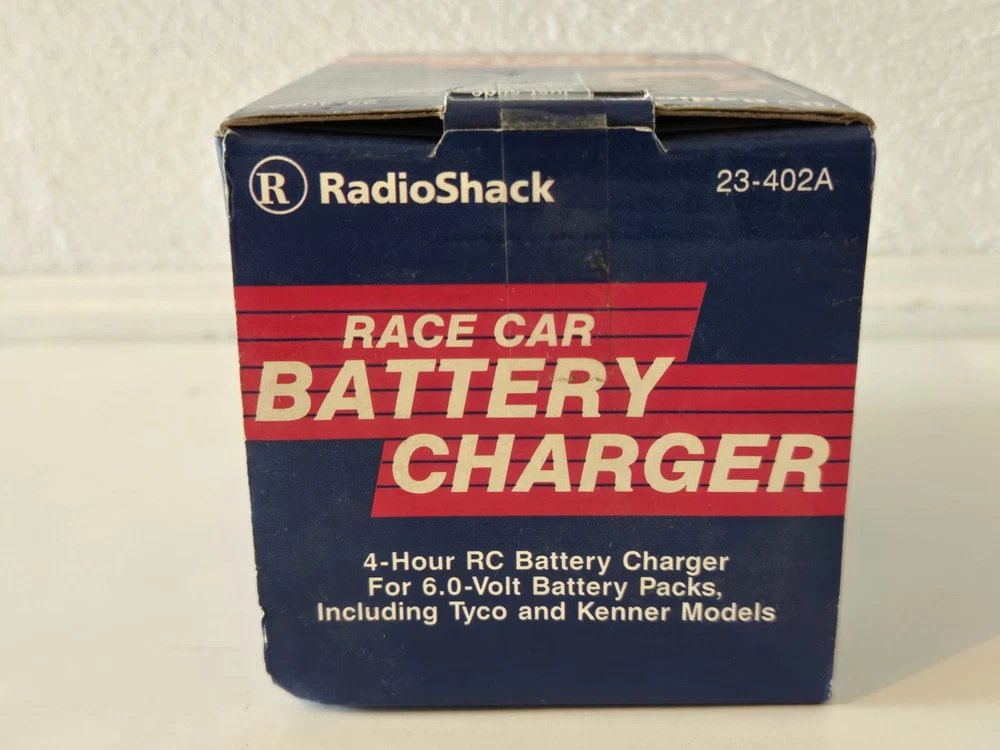 R RadioShack
23-402A
RACE CAR
BATTERY
CHARGER
4-Hour RC Battery Charger
For 6.0-Volt Battery Packs,
Including Tyco and Kenner Models